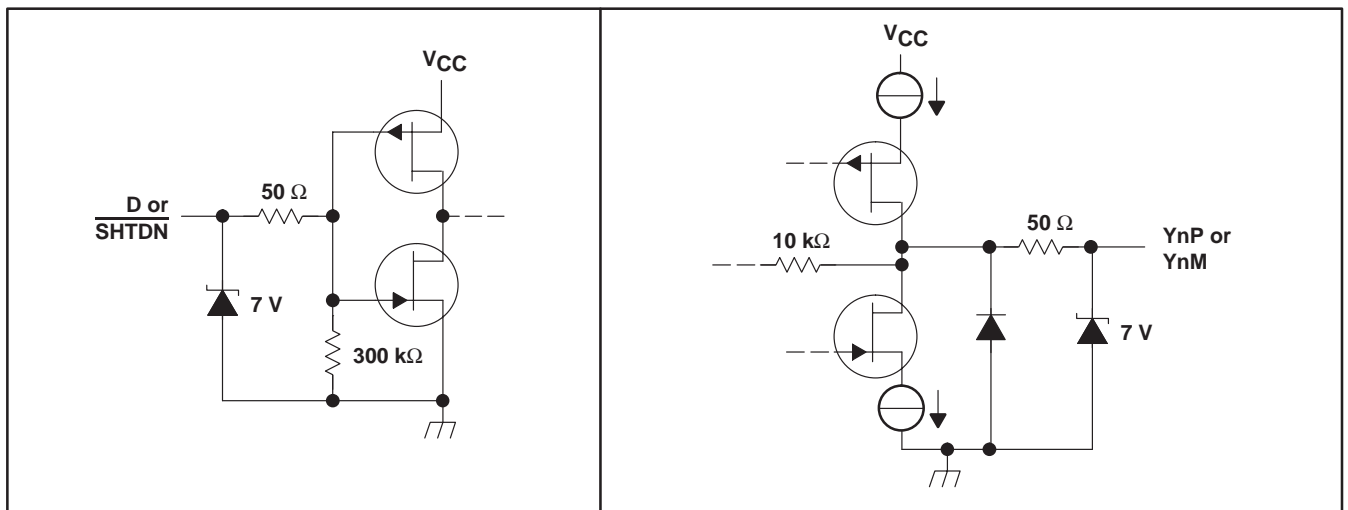 VCC
50 Ω
D or
SHTDN
7 V
300 kΩ
VCC
50 Ω
10 kΩ
YnP or
YnM
7 V